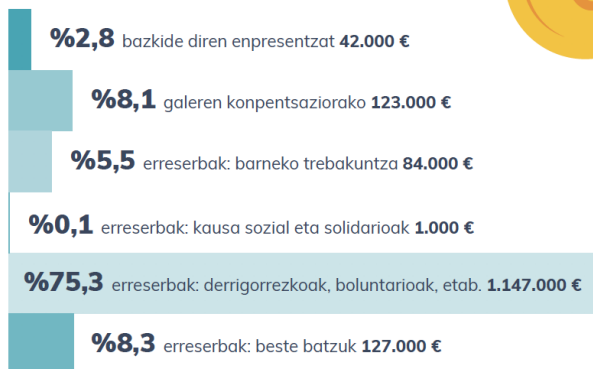 %2,8 bazkide diren enpresentzat 42.000 €
%8,1 galeren konpentsaziorako 123.000 €
%5,5 erreserbak: barneko trebakuntza 84.000 €
%0,1 erreserbak: kausa sozial eta solidarioak 1.000 €
%75,3 erreserbak: derrigorrezkoak, boluntarioak, etab. 1.147.000 €
%8,3 erreserbak: beste batzuk 127.000 €